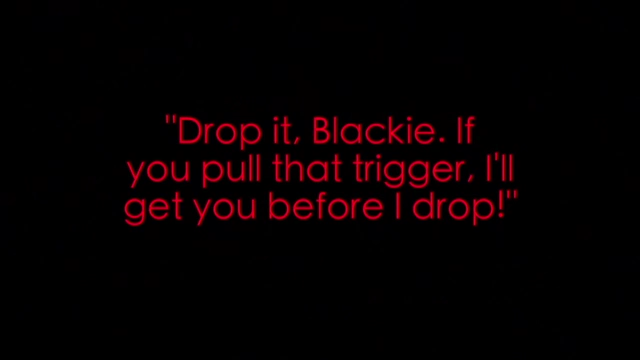 "Drop it, Blackie. If
you pull that trigger, I'll
get you before I drop!"